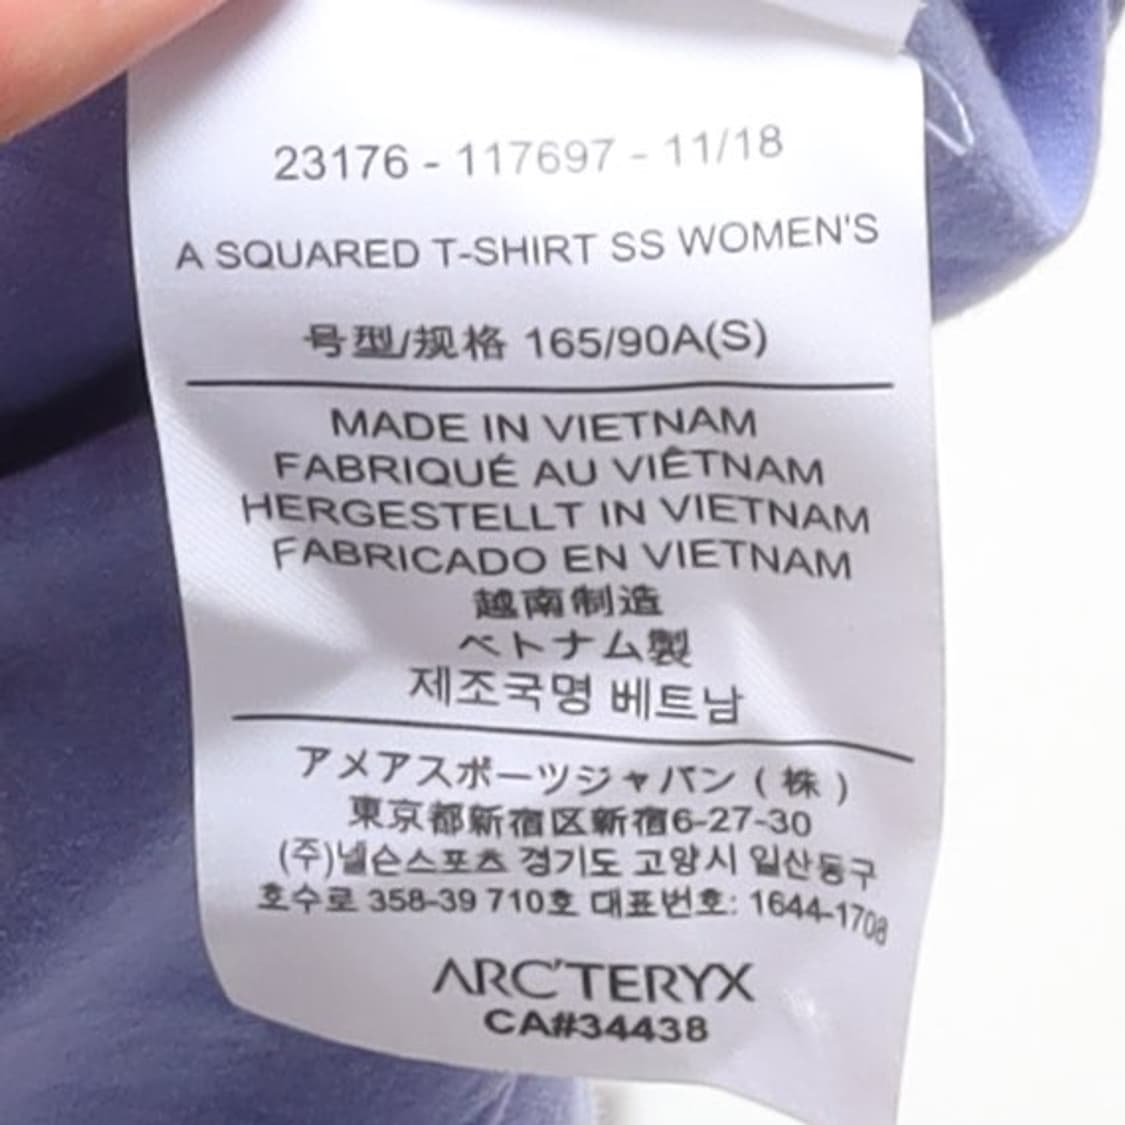 23176 - 117697 - 11/18
A SQUARED T-SHIRT SS WOMEN'S
号型/规格 165/90A(S)
MADE IN VIETNAM
FABRIQUÉ AU VIÊTNAM
HERGESTELLT IN VIETNAM
FABRICADO EN VIETNAM
越南制造
ベトナム製
제조국명 베트남
アメアスポーツジャパン ( 株 )
東京都新宿区新宿6-27-30
(주)넬슨스포츠 경기도 고양시 일산동구
호수로 358-39 710호 대표번호: 1644-1708
ARC'TERYX
CA#34438